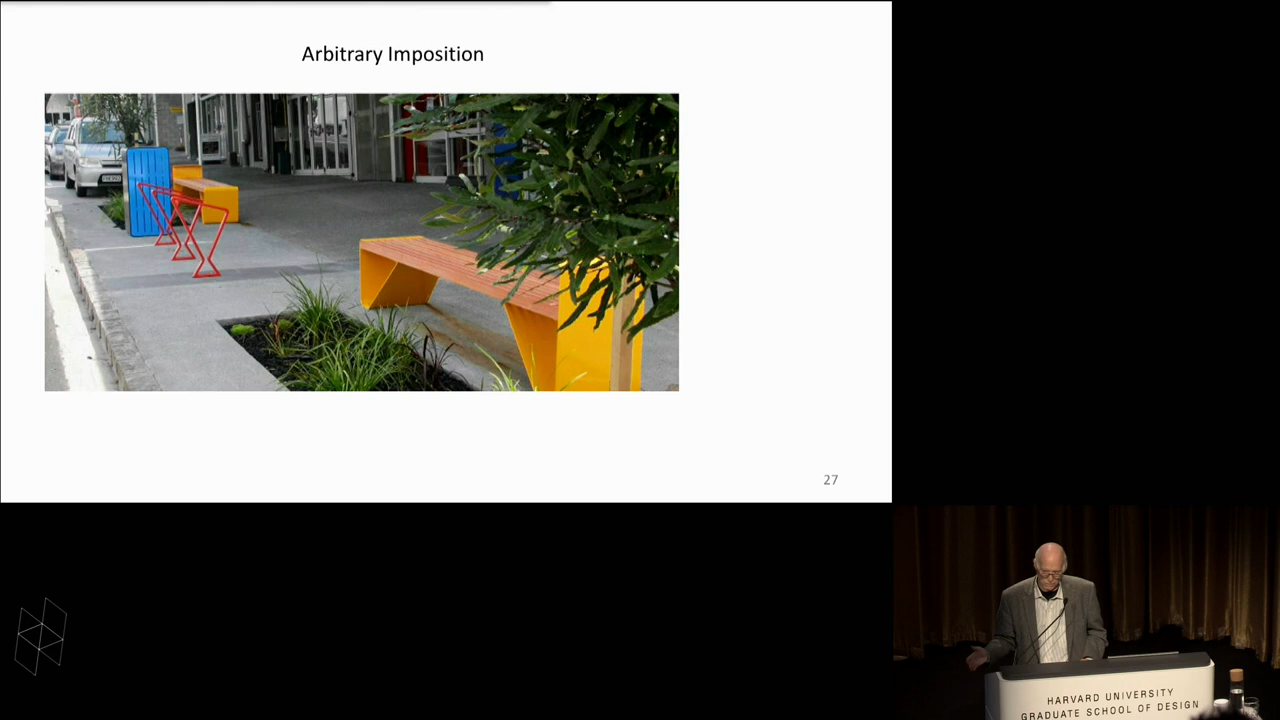 Arbitrary Imposition
27
HARVARD UNIVERSITY
GRADUATE SCHOOL OF DESIGN